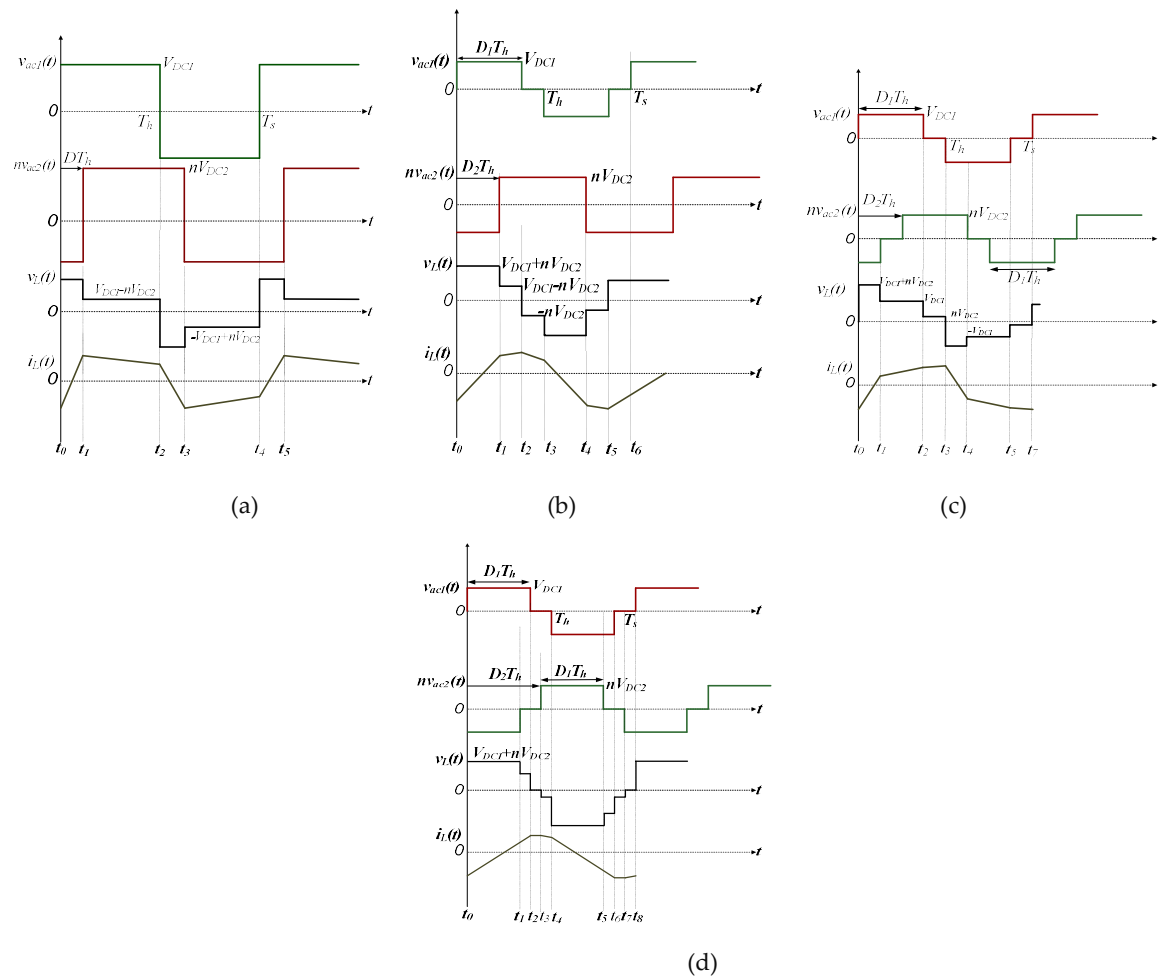 v_ac1(t)
V_DC1
0
T_h
T_s
t
DT_h
nv_ac2(t)
nV_DC2
0
t
v_L(t)
V_DC1-nV_DC2
0
t
-V_DC1+nV_DC2
i_L(t)
0
t
t_0 t_1 t_2 t_3 t_4 t_5
(a)
D_1T_h
v_ac1(t)
V_DC1
0
t
T_h
T_s
D_2T_h
nv_ac2(t)
nV_DC2
0
t
v_L(t)
V_DC1+nV_DC2
V_DC1-nV_DC2
0
t
-nV_DC2
i_L(t)
0
t
t_0 t_1 t_2 t_3 t_4 t_5 t_6
(b)
D_1T_h
v_ac1(t)
V_DC1
0
t
T_h
T_s
D_2T_h
nv_ac2(t)
nV_DC2
0
t
D_1T_h
v_L(t)
V_DC1+nV_DC2
V_DC1
0
nV_DC2
t
-V_DC1
i_L(t)
0
t
t_0 t_1 t_2 t_3 t_4 t_5 t_7
(c)
D_1T_h
v_ac1(t)
V_DC1
0
t
T_h
T_s
D_2T_h
D_1T_h
nv_ac2(t)
nV_DC2
0
t
V_DC1+nV_DC2
v_L(t)
0
t
i_L(t)
0
t
t_0 t_1 t_2 t_3 t_4 t_5 t_6 t_7 t_8
(d)